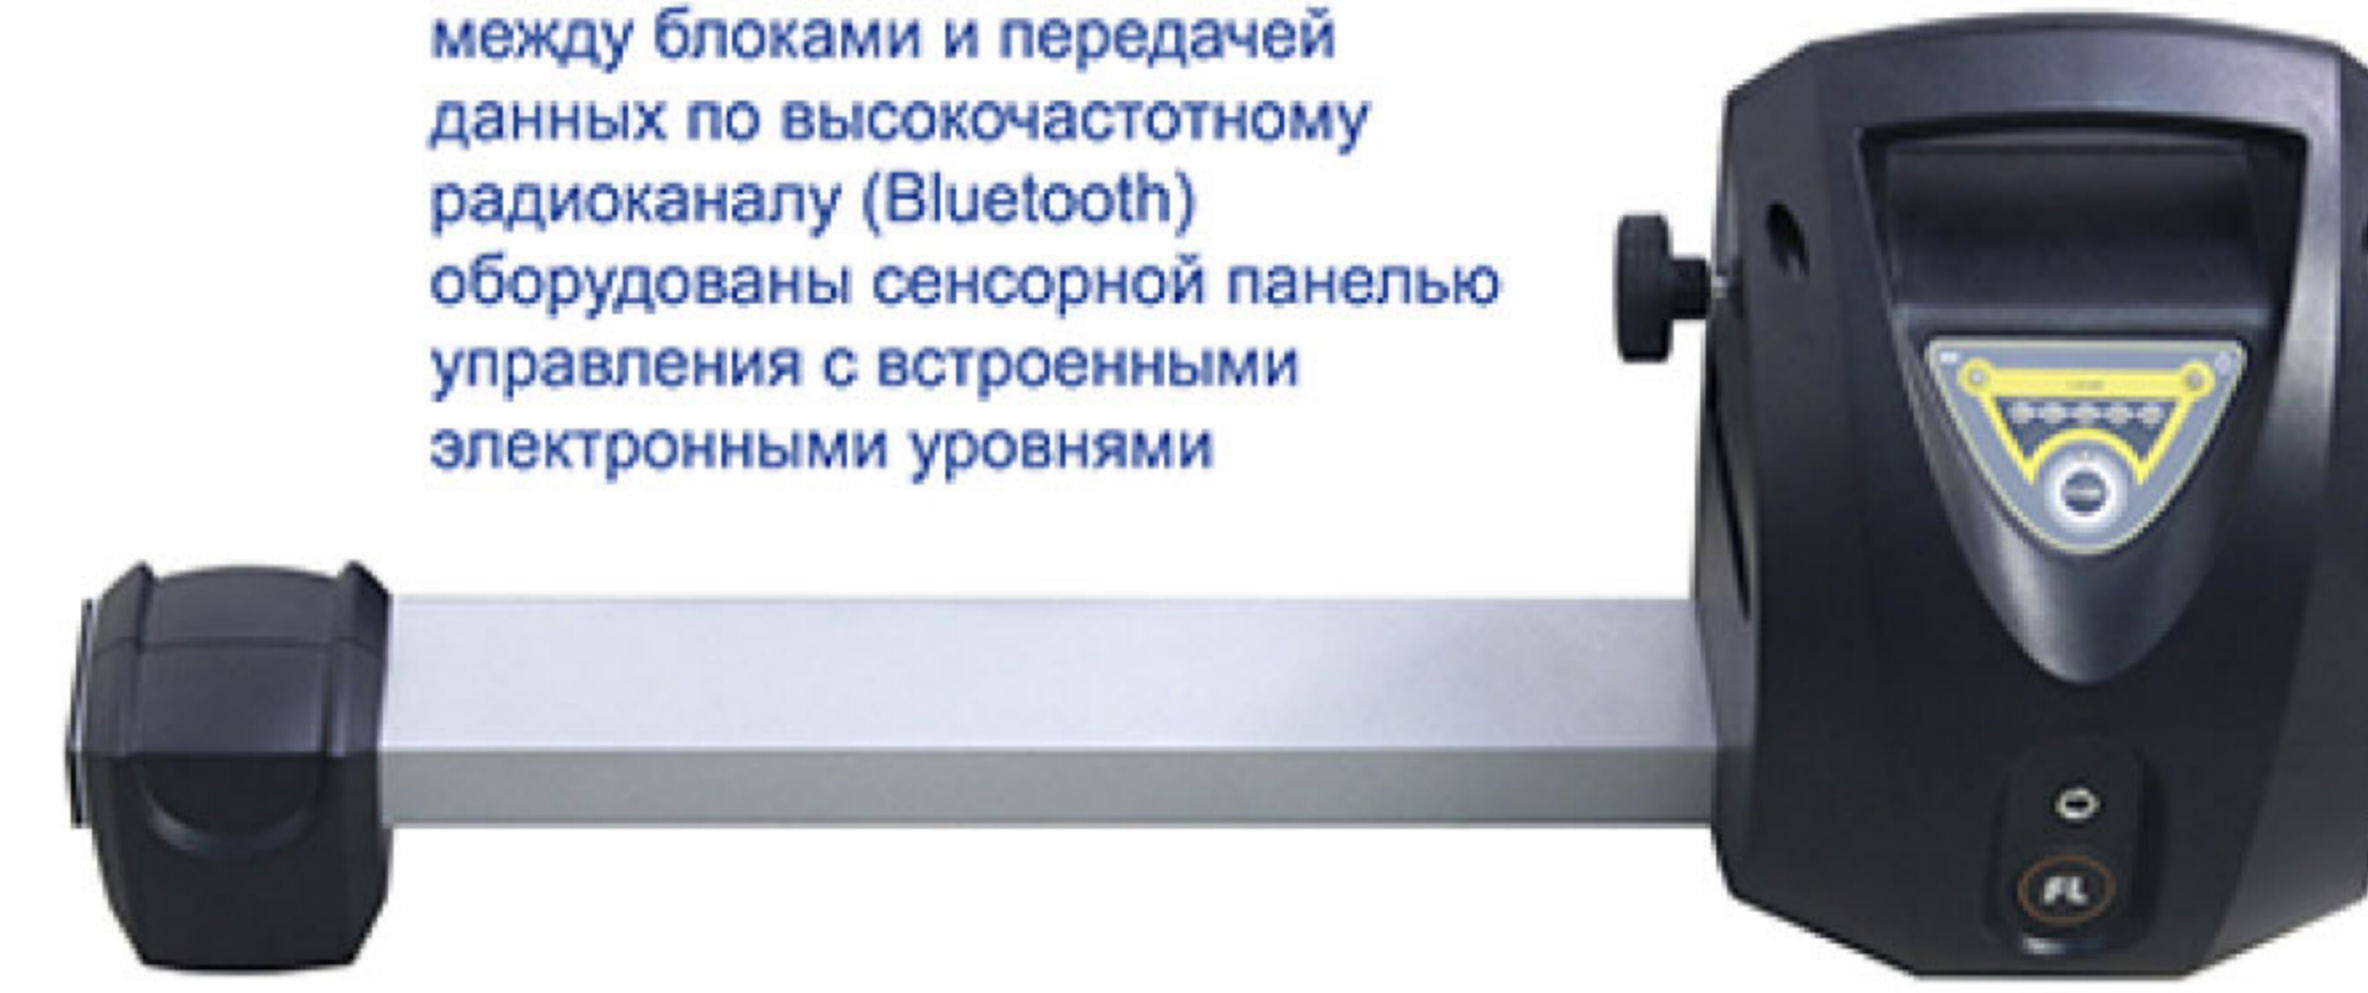 между блоками и передачей
данных по высокочастотному
радиоканалу (Bluetooth)
оборудованы сенсорной панелью
управления с встроенными
электронными уровнями
FL